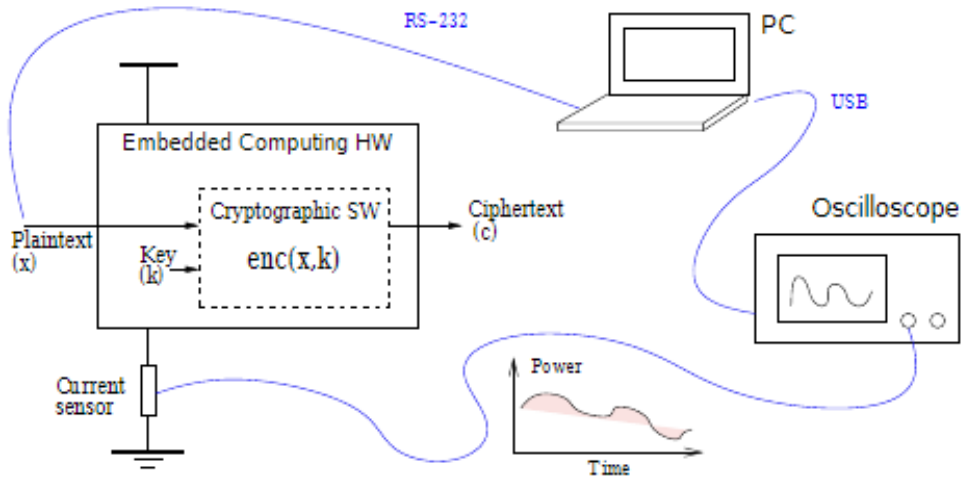 RS-232
PC
USB
Embedded Computing HW
Cryptographic SW
enc(x,k)
Plaintext
(x)
Key
(k)
Ciphertext
(c)
Oscilloscope
Current
sensor
Power
Time